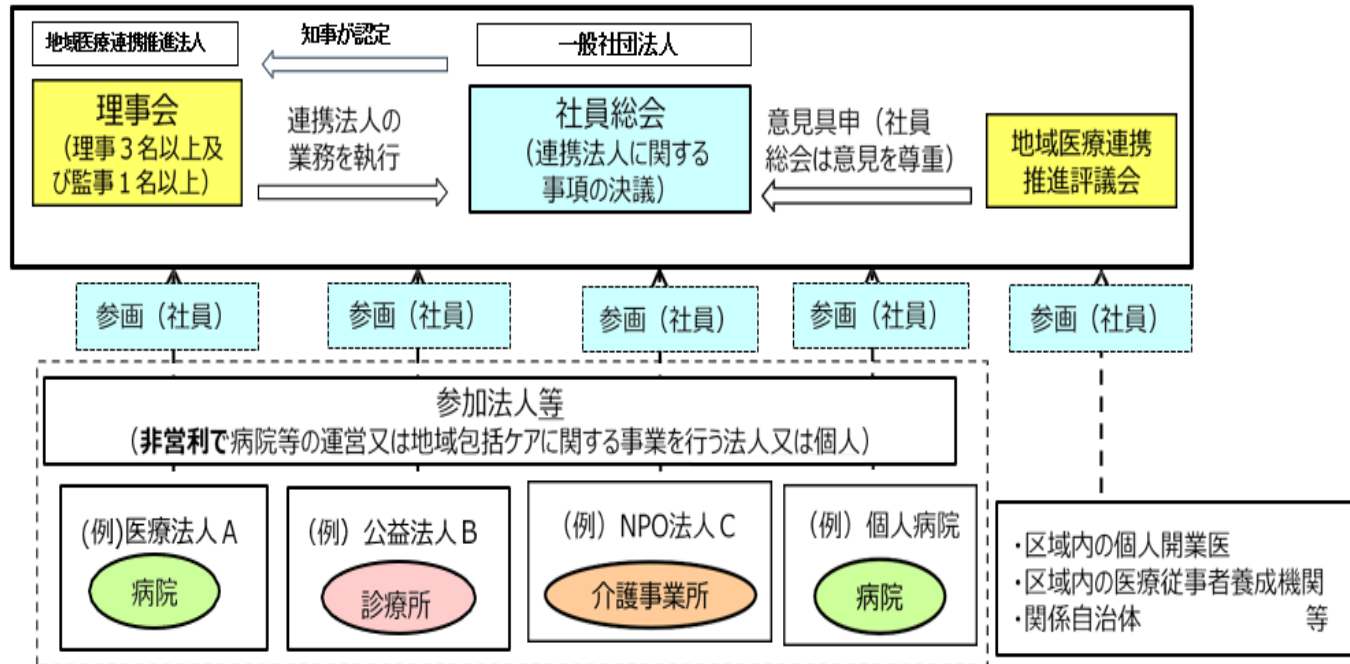 地域医療連携推進法人
知事が認定
一般社団法人
理事会
(理事3名以上及
び監事1名以上)
連携法人の
業務を執行
社員総会
(連携法人に関する
事項の決議)
意見具申(社員
総会は意見を尊重)
地域医療連携
推進評議会
参画(社員)
参画(社員)
参画(社員)
参画(社員)
参画(社員)
参加法人等
(非営利で病院等の運営又は地域包括ケアに関する事業を行う法人又は個人)
(例)医療法人A
病院
(例)公益法人B
診療所
(例)NPO法人C
介護事業所
(例)個人病院
病院
・区域内の個人開業医
・区域内の医療従事者養成機関
・関係自治体 等